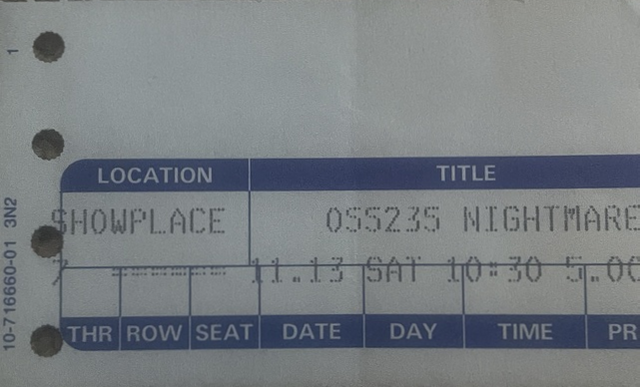 1
LOCATION TITLE
SHOWPLACE OSS235 NIGHTMARE
7 ------ 11.13 SAT 10:30 5.00
THR ROW SEAT DATE DAY TIME PR
10-716660-01 3N2